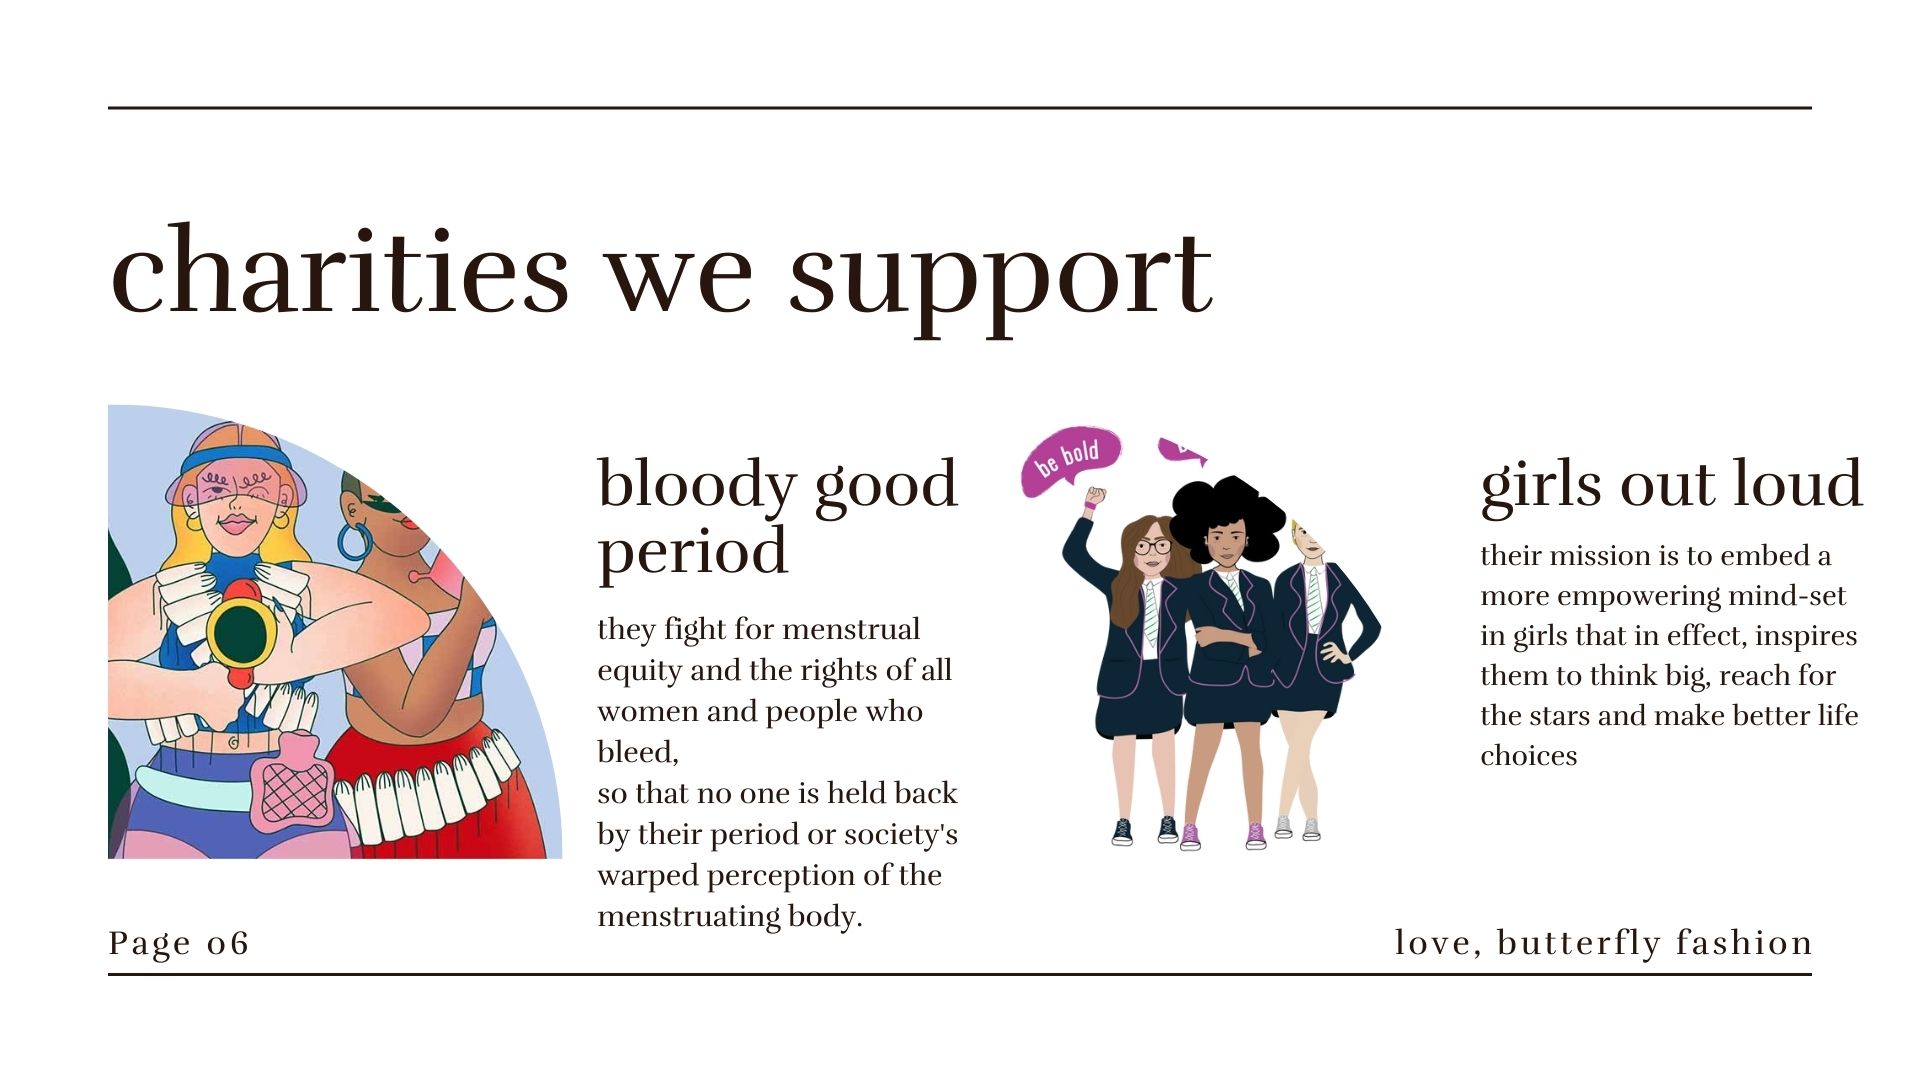 charities we support
bloody good
period
they fight for menstrual
equity and the rights of all
women and people who
bleed,
so that no one is held back
by their period or society's
warped perception of the
menstruating body.
be bold
girls out loud
their mission is to embed a
more empowering mind-set
in girls that in effect, inspires
them to think big, reach for
the stars and make better life
choices
Page 06
love, butterfly fashion